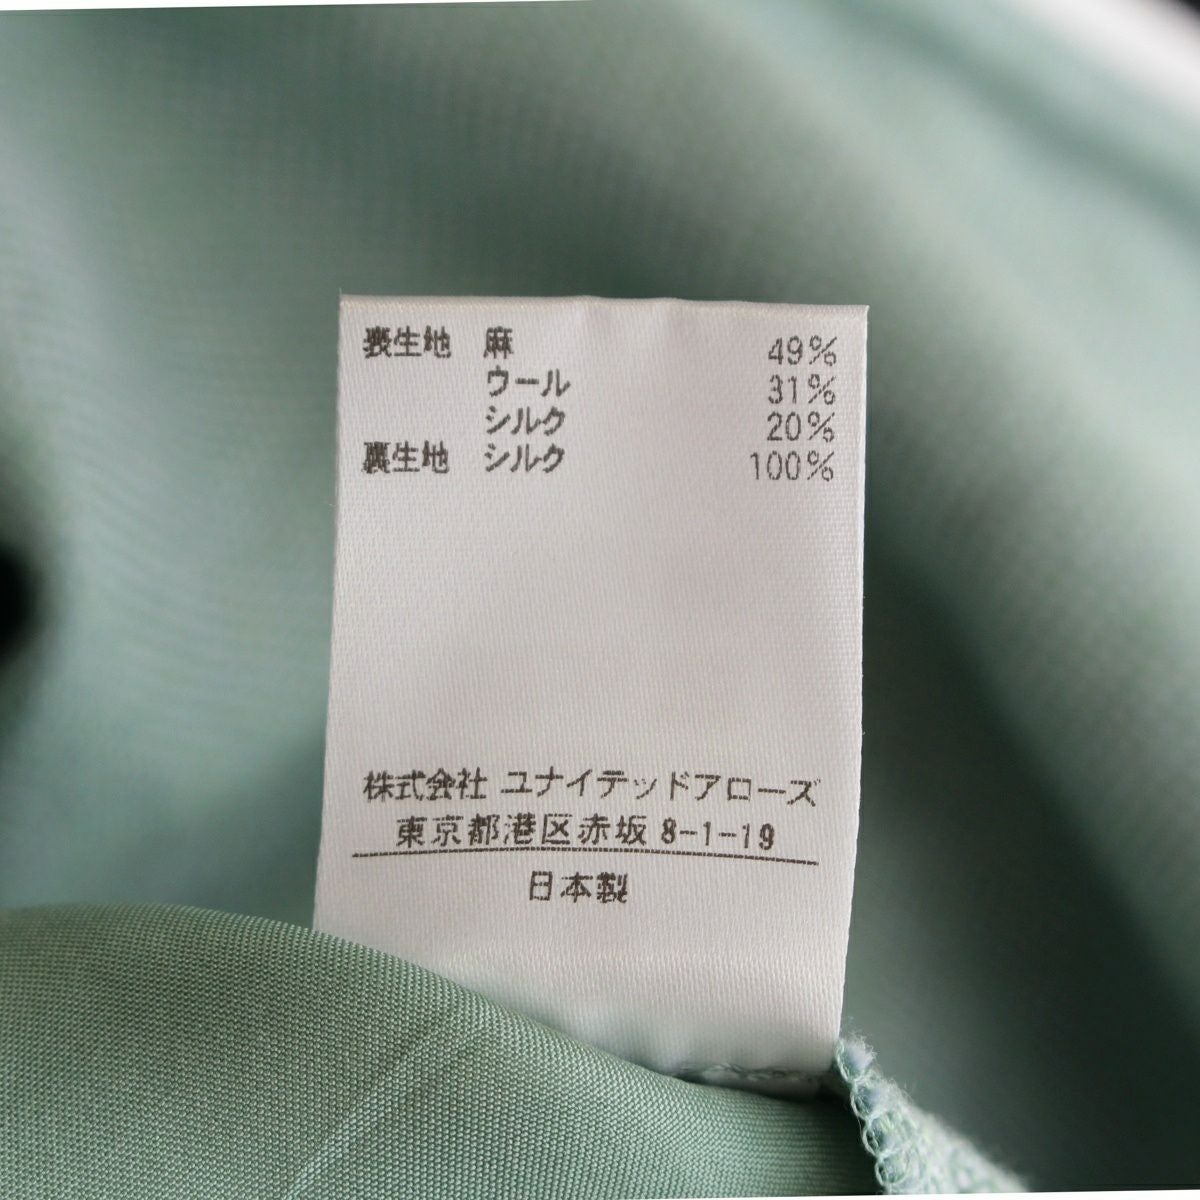 表生地 麻 49%
ウール 31%
シルク 20%
裏生地 シルク 100%
株式会社 ユナイテッドアローズ
東京都港区赤坂 8-1-19
日本製